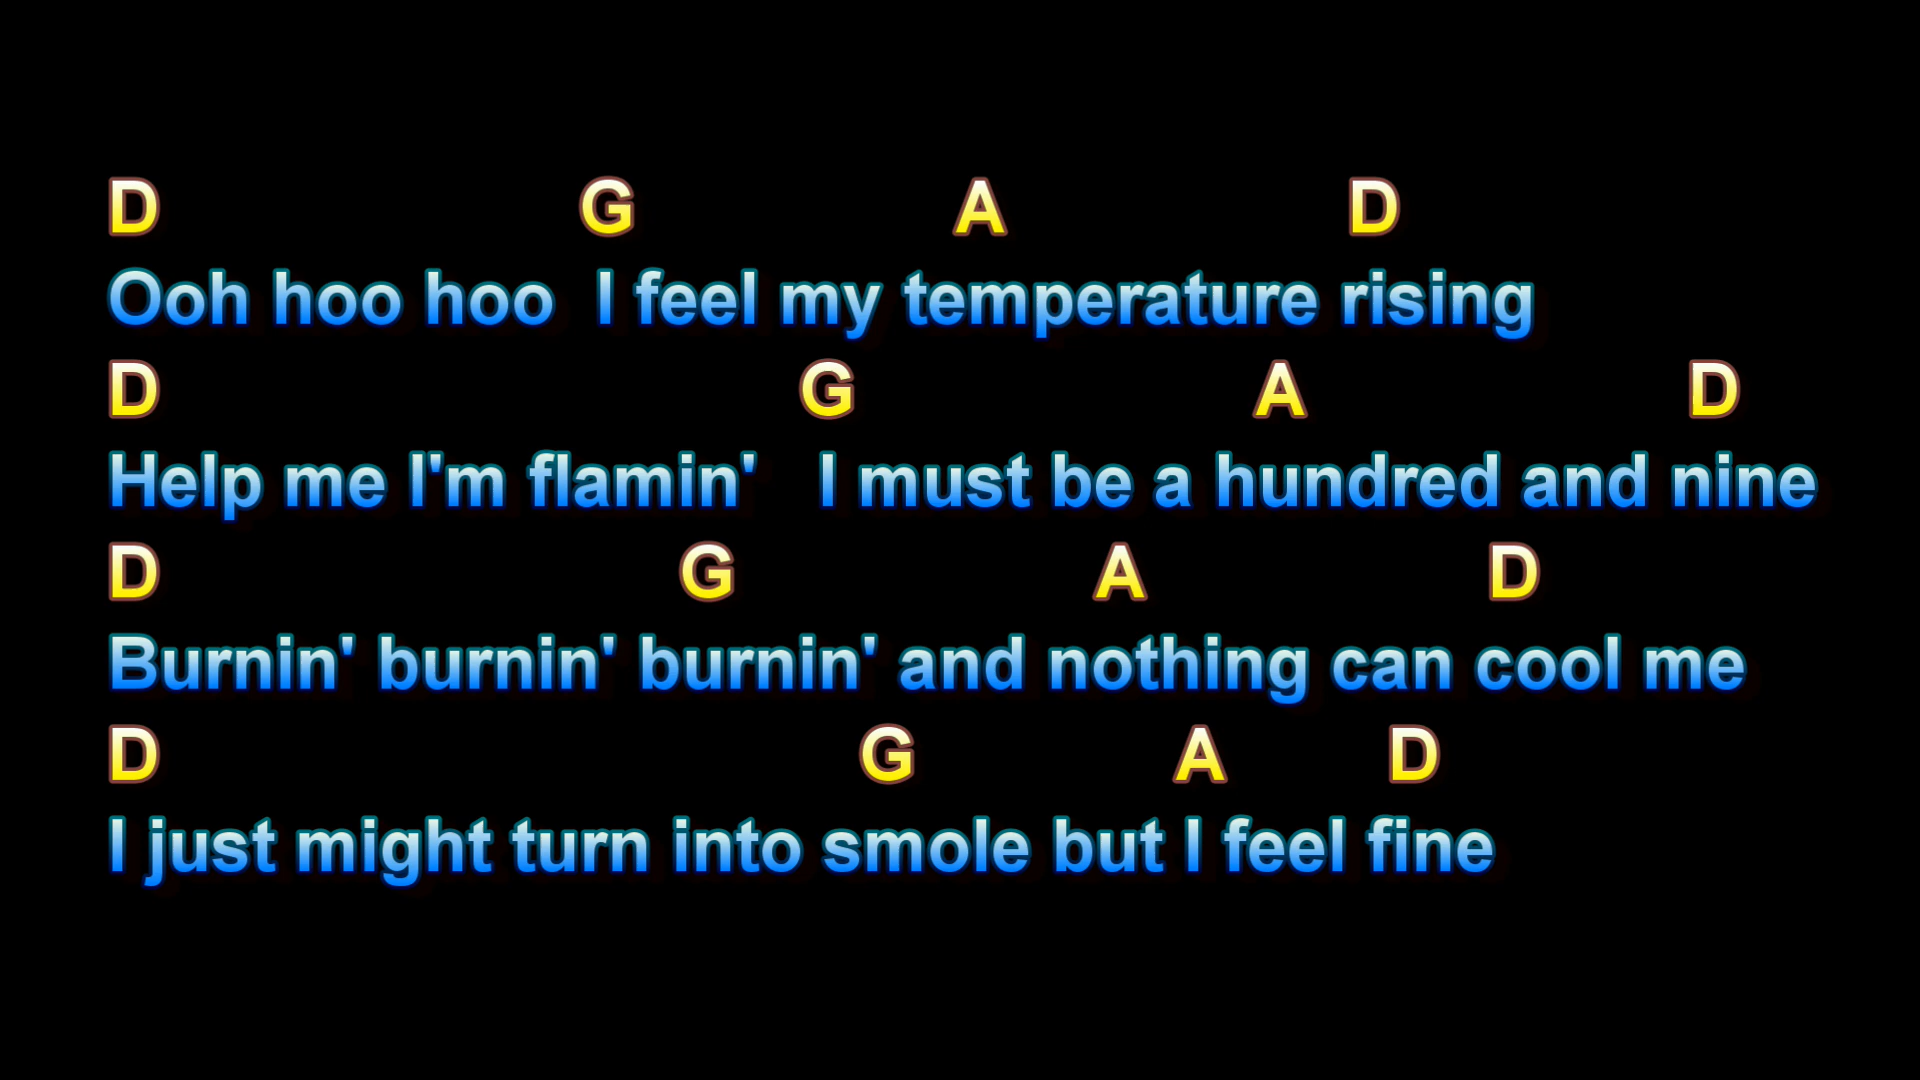 D G A D
Ooh hoo hoo I feel my temperature rising
D G A D
Help me I'm flamin' I must be a hundred and nine
D G A D
Burnin' burnin' burnin' and nothing can cool me
D G A D
I just might turn into smole but I feel fine